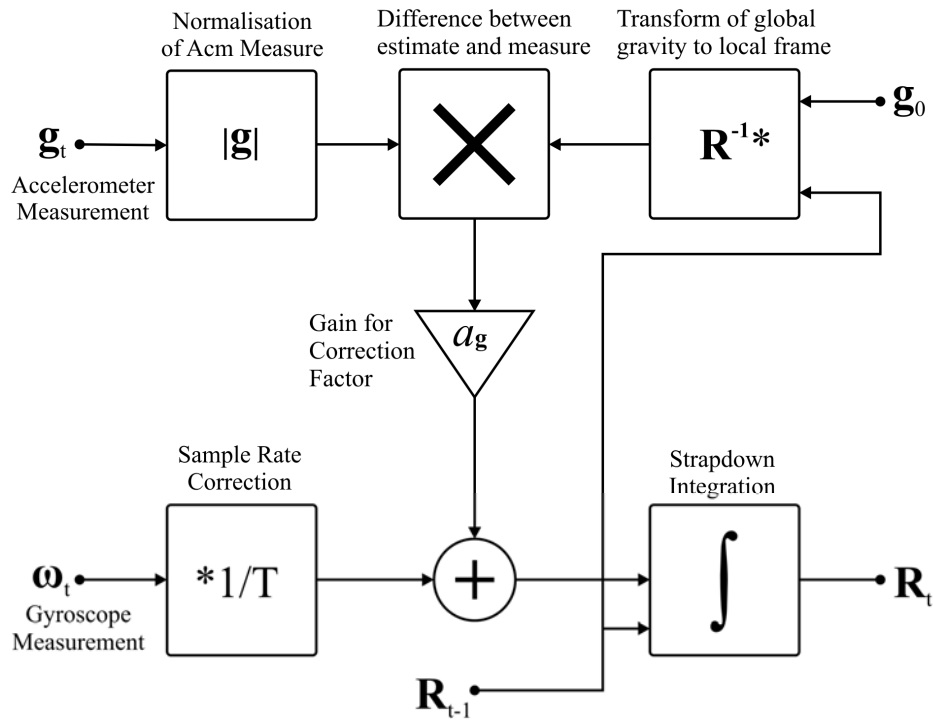 Normalisation
of Acm Measure
Difference between
estimate and measure
Transform of global
gravity to local frame
g₀
gₜ
|g|
R⁻¹*
Accelerometer
Measurement
Gain for
Correction
Factor
a𝐠
Sample Rate
Correction
Strapdown
Integration
ωₜ
*1/T
+
∫
Rₜ
Gyroscope
Measurement
Rₜ₋₁